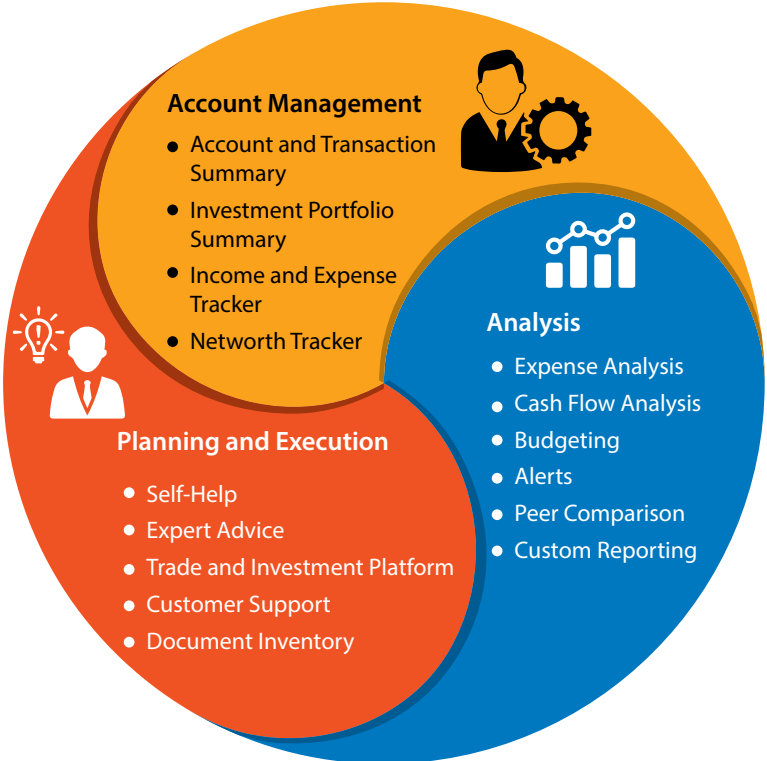 Account Management
● Account and Transaction
Summary
● Investment Portfolio
Summary
● Income and Expense
Tracker
● Networth Tracker
Analysis
● Expense Analysis
● Cash Flow Analysis
● Budgeting
● Alerts
● Peer Comparison
● Custom Reporting
Planning and Execution
● Self-Help
● Expert Advice
● Trade and Investment Platform
● Customer Support
● Document Inventory